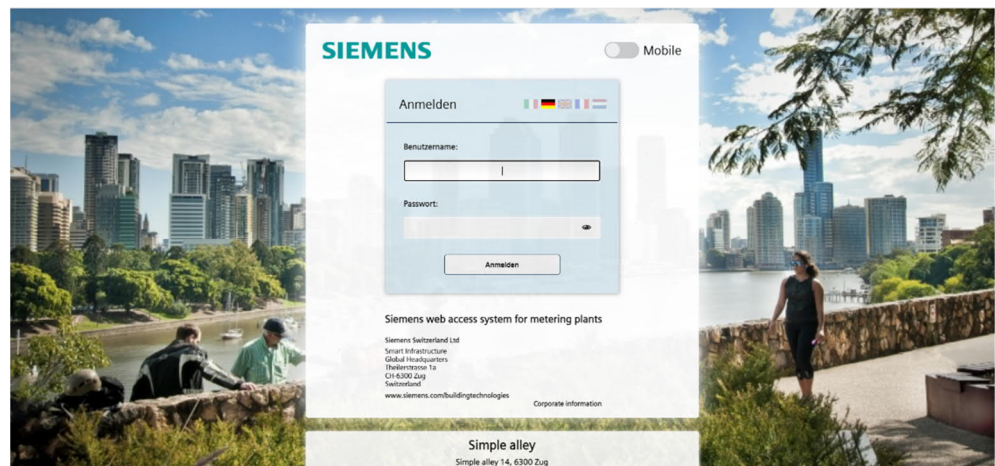 SIEMENS
Mobile
Anmelden
Benutzername:
Passwort:
Anmelden
Siemens web access system for metering plants
Siemens Switzerland Ltd
Smart Infrastructure
Global Headquarters
Theilerstrasse 1a
CH-6300 Zug
Switzerland
www.siemens.com/buildingtechnologies
Corporate information
Simple alley
Simple alley 14, 6300 Zug